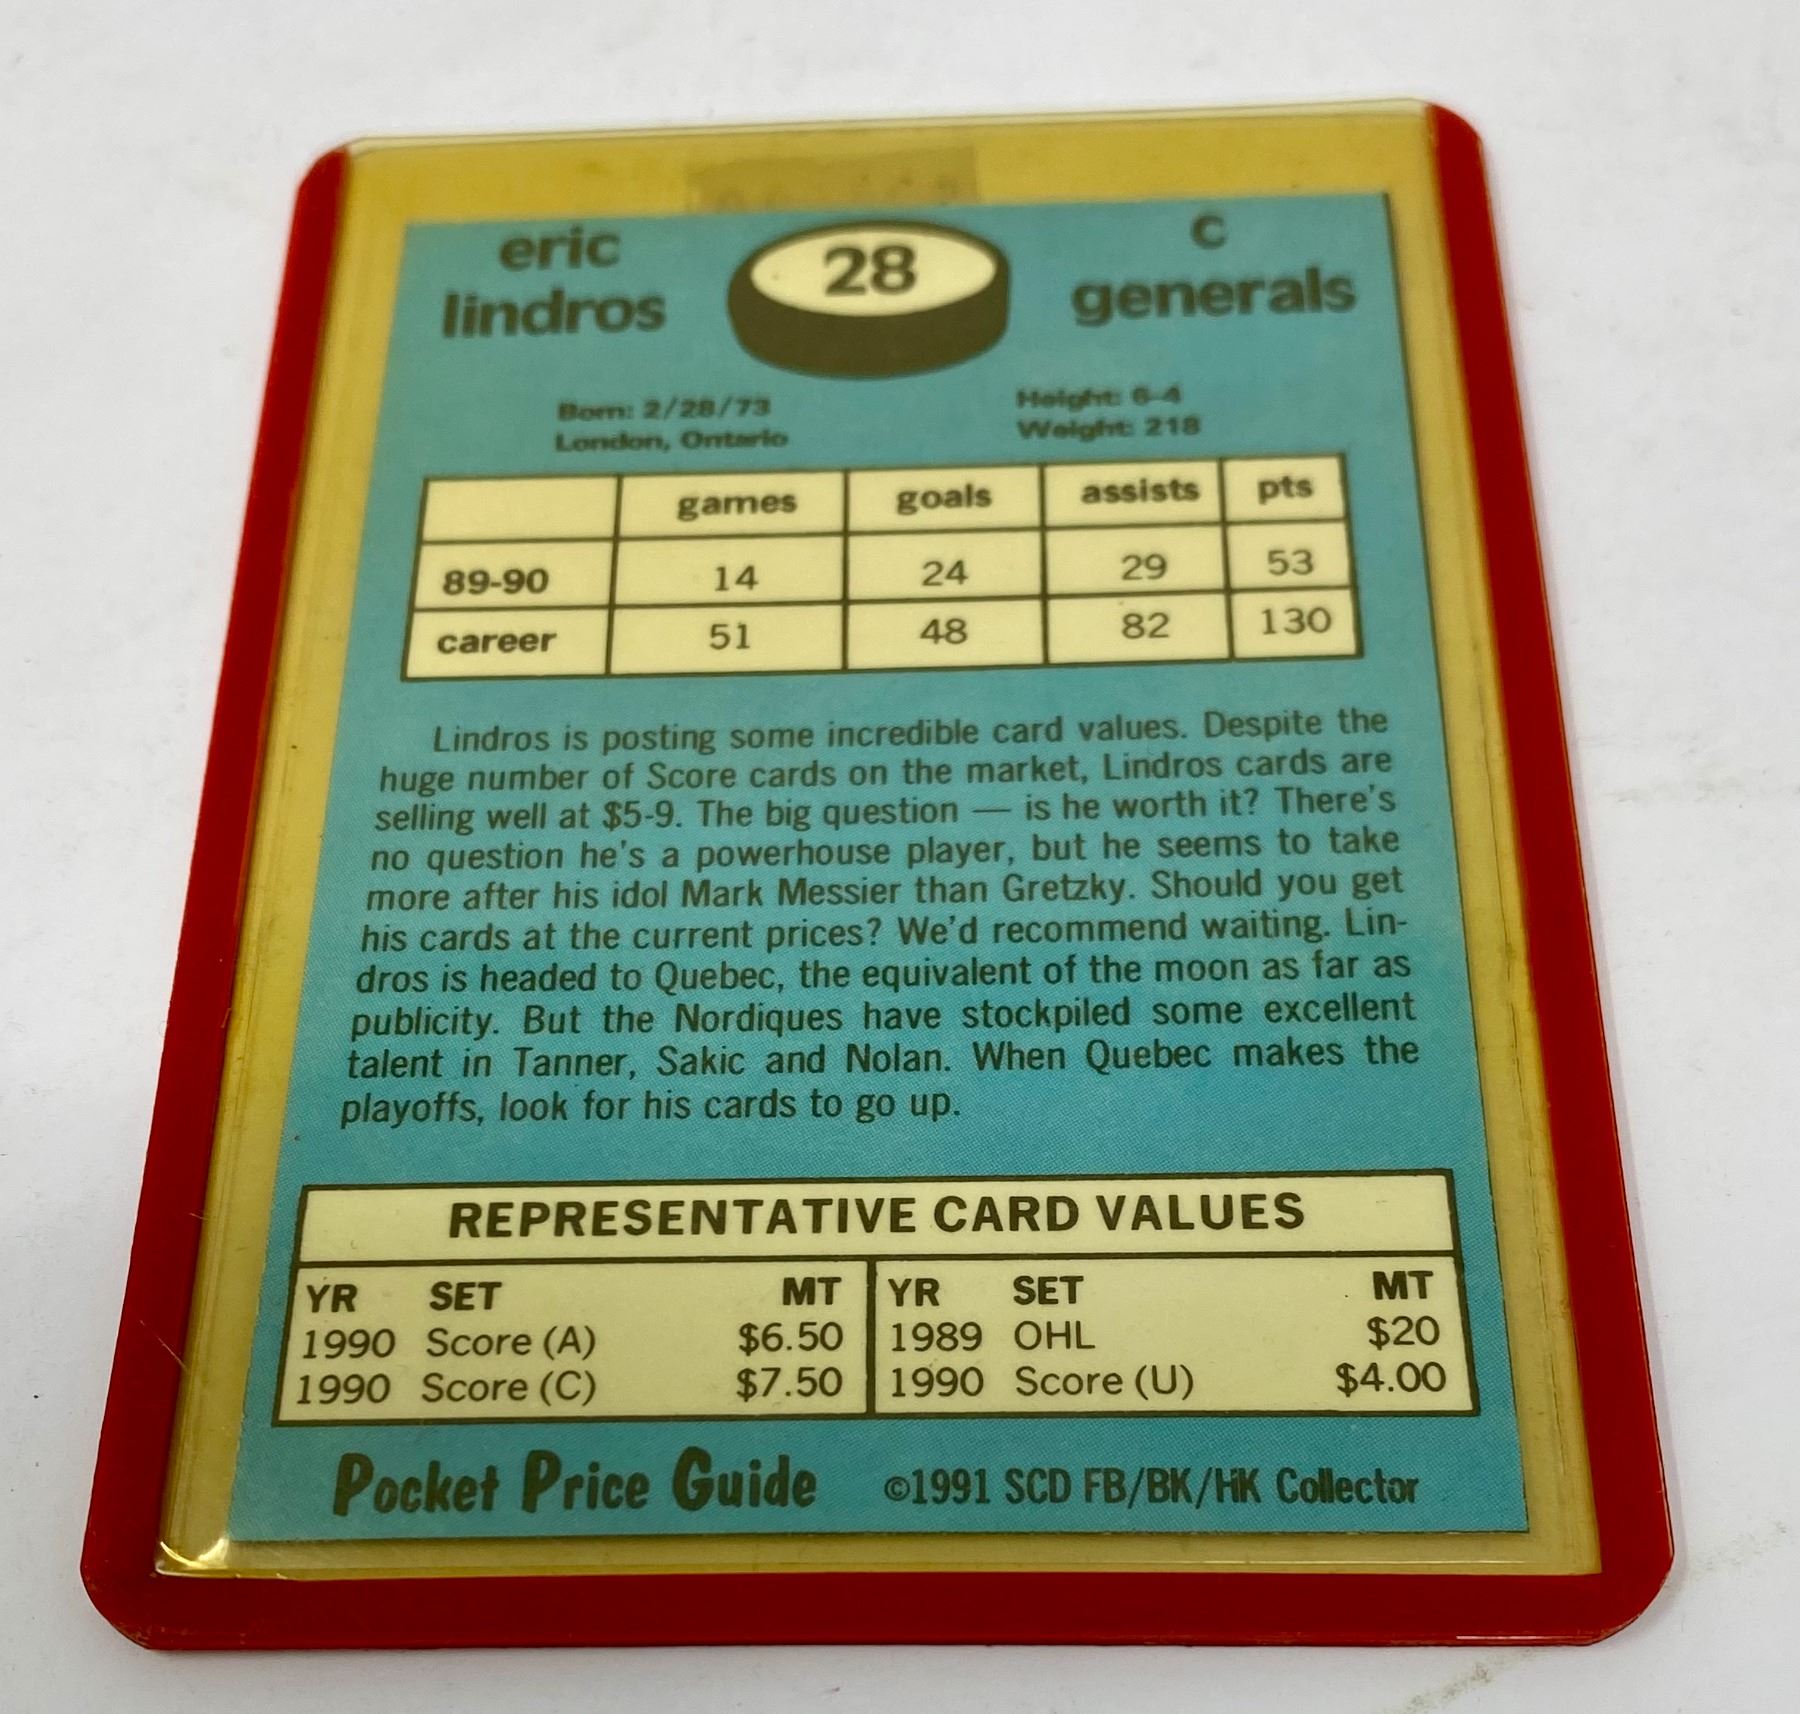 eric
lindros
28
c
generals
Born: 2/28/73
London, Ontario
Height: 6-4
Weight: 218
games goals assists pts
89-90 14 24 29 53
career 51 48 82 130
Lindros is posting some incredible card values. Despite the
huge number of Score cards on the market, Lindros cards are
selling well at $5-9. The big question — is he worth it? There's
no question he's a powerhouse player, but he seems to take
more after his idol Mark Messier than Gretzky. Should you get
his cards at the current prices? We'd recommend waiting. Lin-
dros is headed to Quebec, the equivalent of the moon as far as
publicity. But the Nordiques have stockpiled some excellent
talent in Tanner, Sakic and Nolan. When Quebec makes the
playoffs, look for his cards to go up.
REPRESENTATIVE CARD VALUES
YR SET MT YR SET MT
1990 Score (A) $6.50 1989 OHL $20
1990 Score (C) $7.50 1990 Score (U) $4.00
Pocket Price Guide ©1991 SCD FB/BK/HK Collector